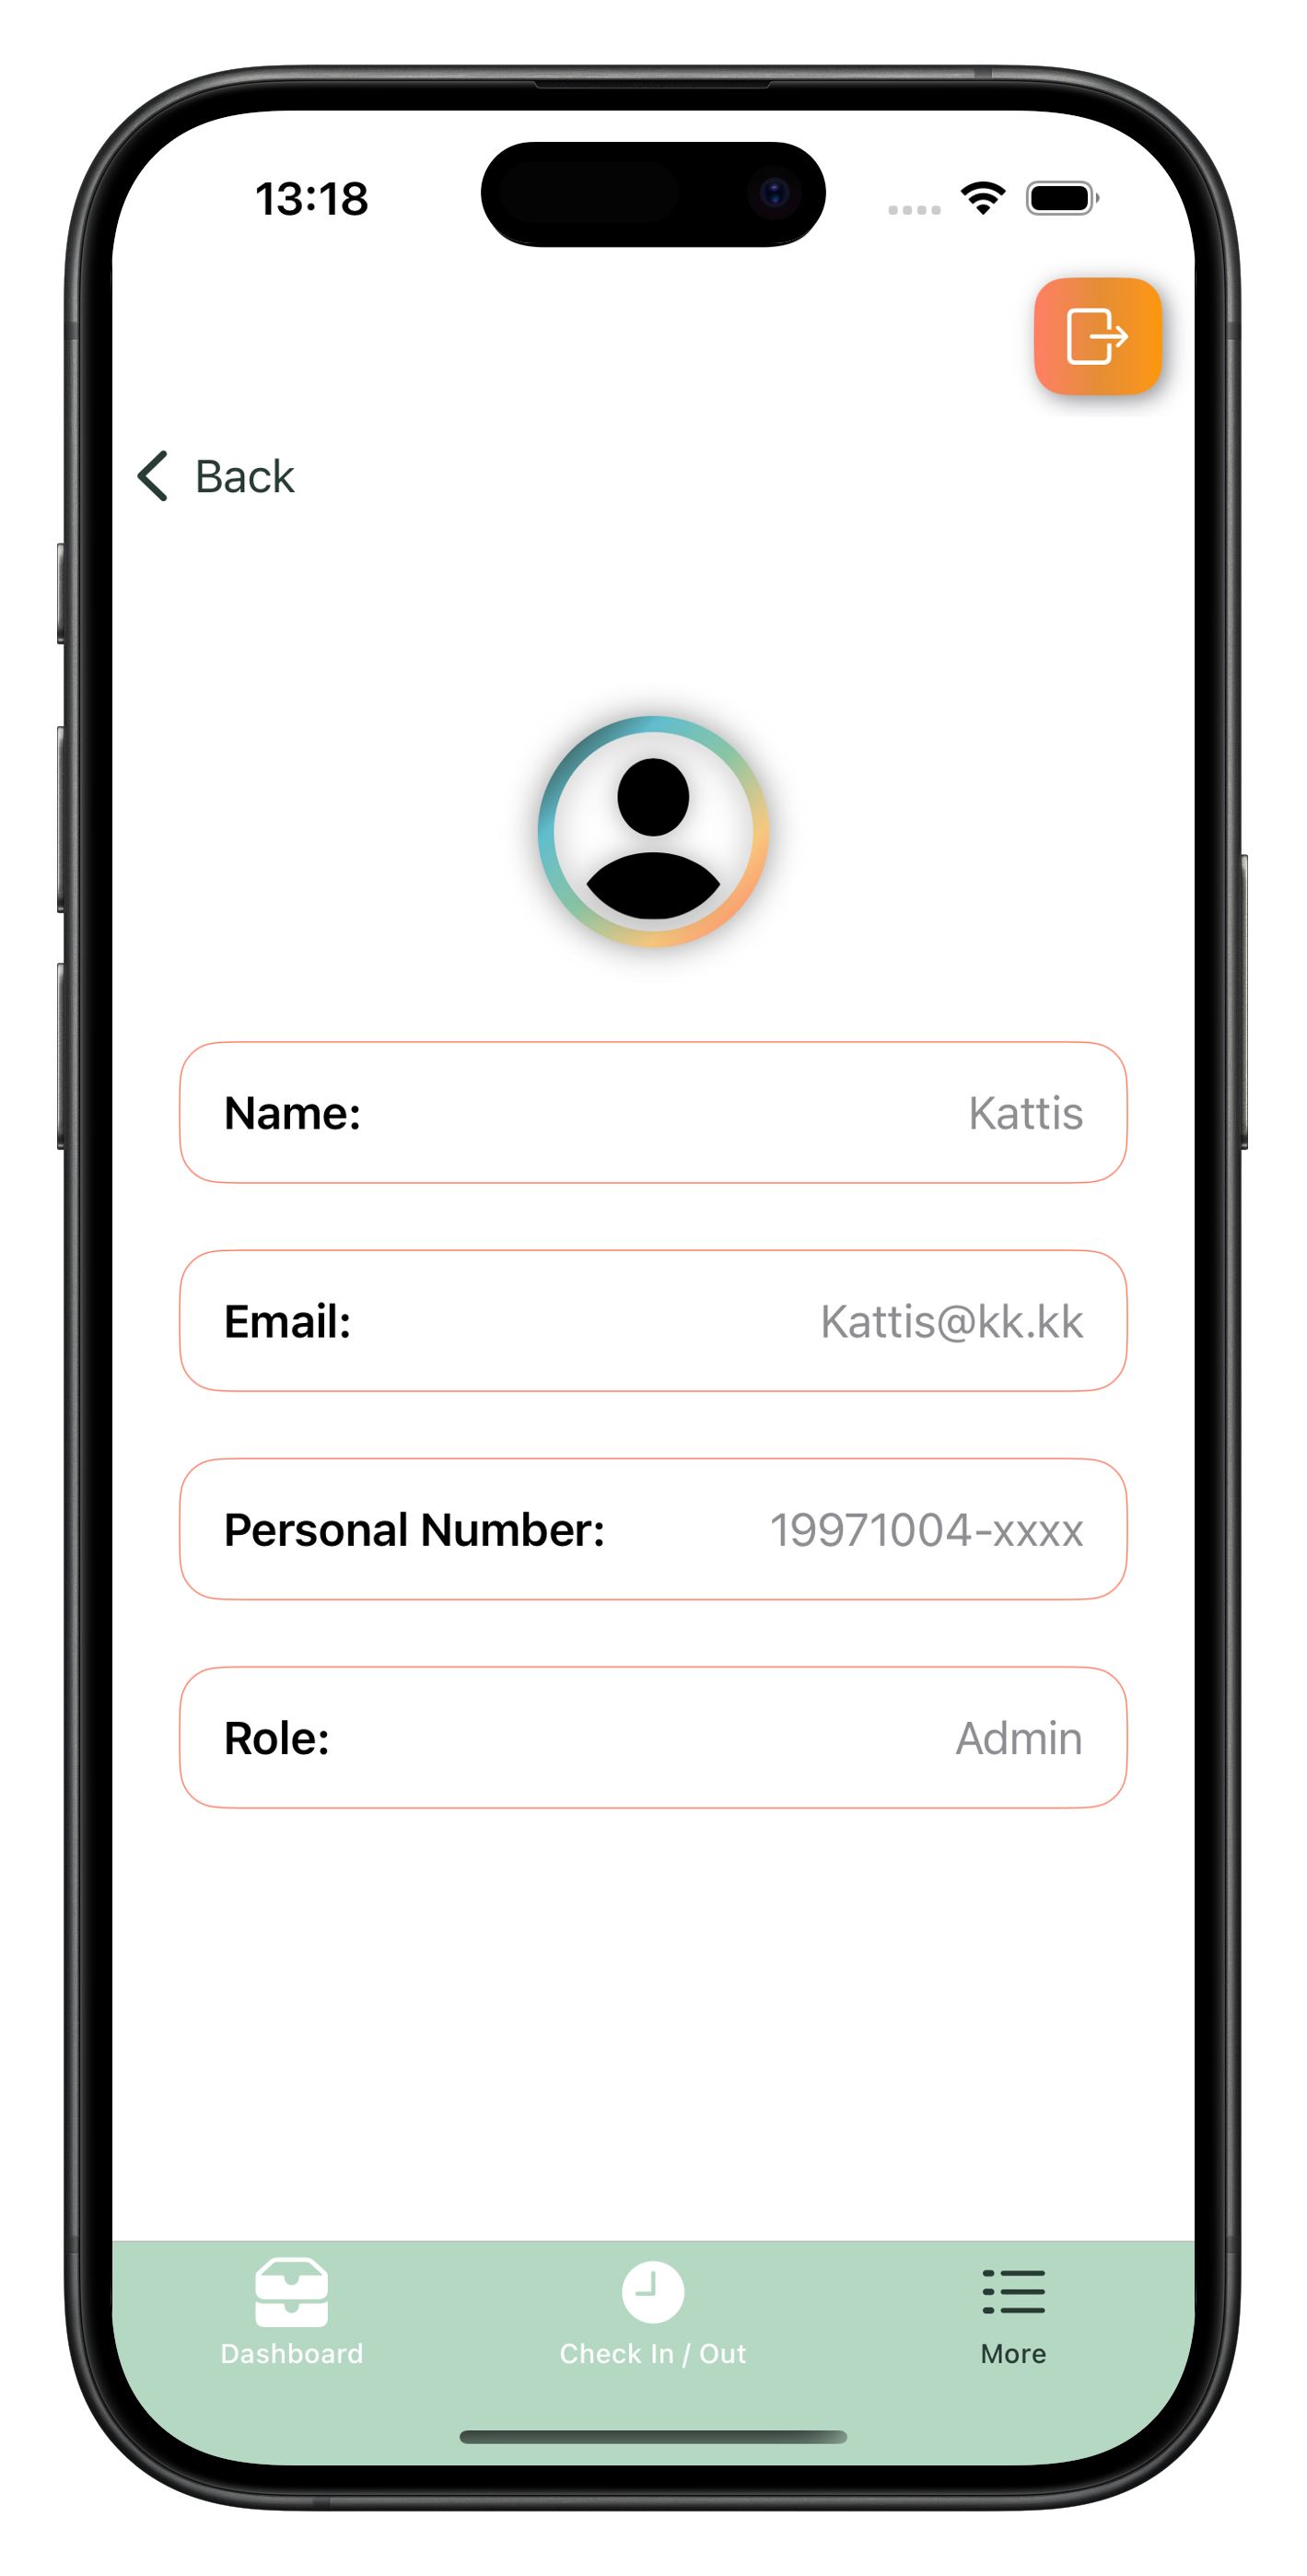 13:18
Back
Name: Kattis
Email: Kattis@kk.kk
Personal Number: 19971004-xxxx
Role: Admin
Dashboard Check In / Out More